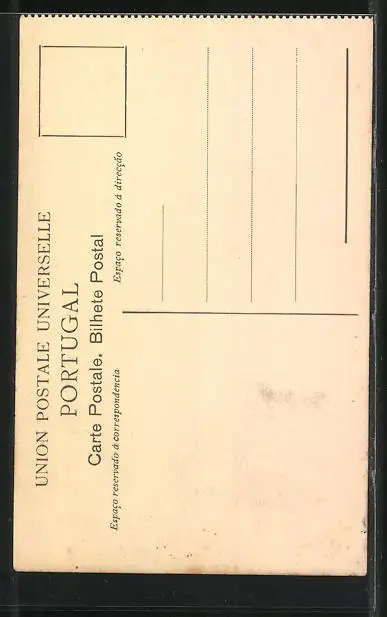 UNION POSTALE UNIVERSELLE
PORTUGAL
Carte Postale. Bilhete Postal
Espaço reservado á correspondencia
Espaço reservado á direcção